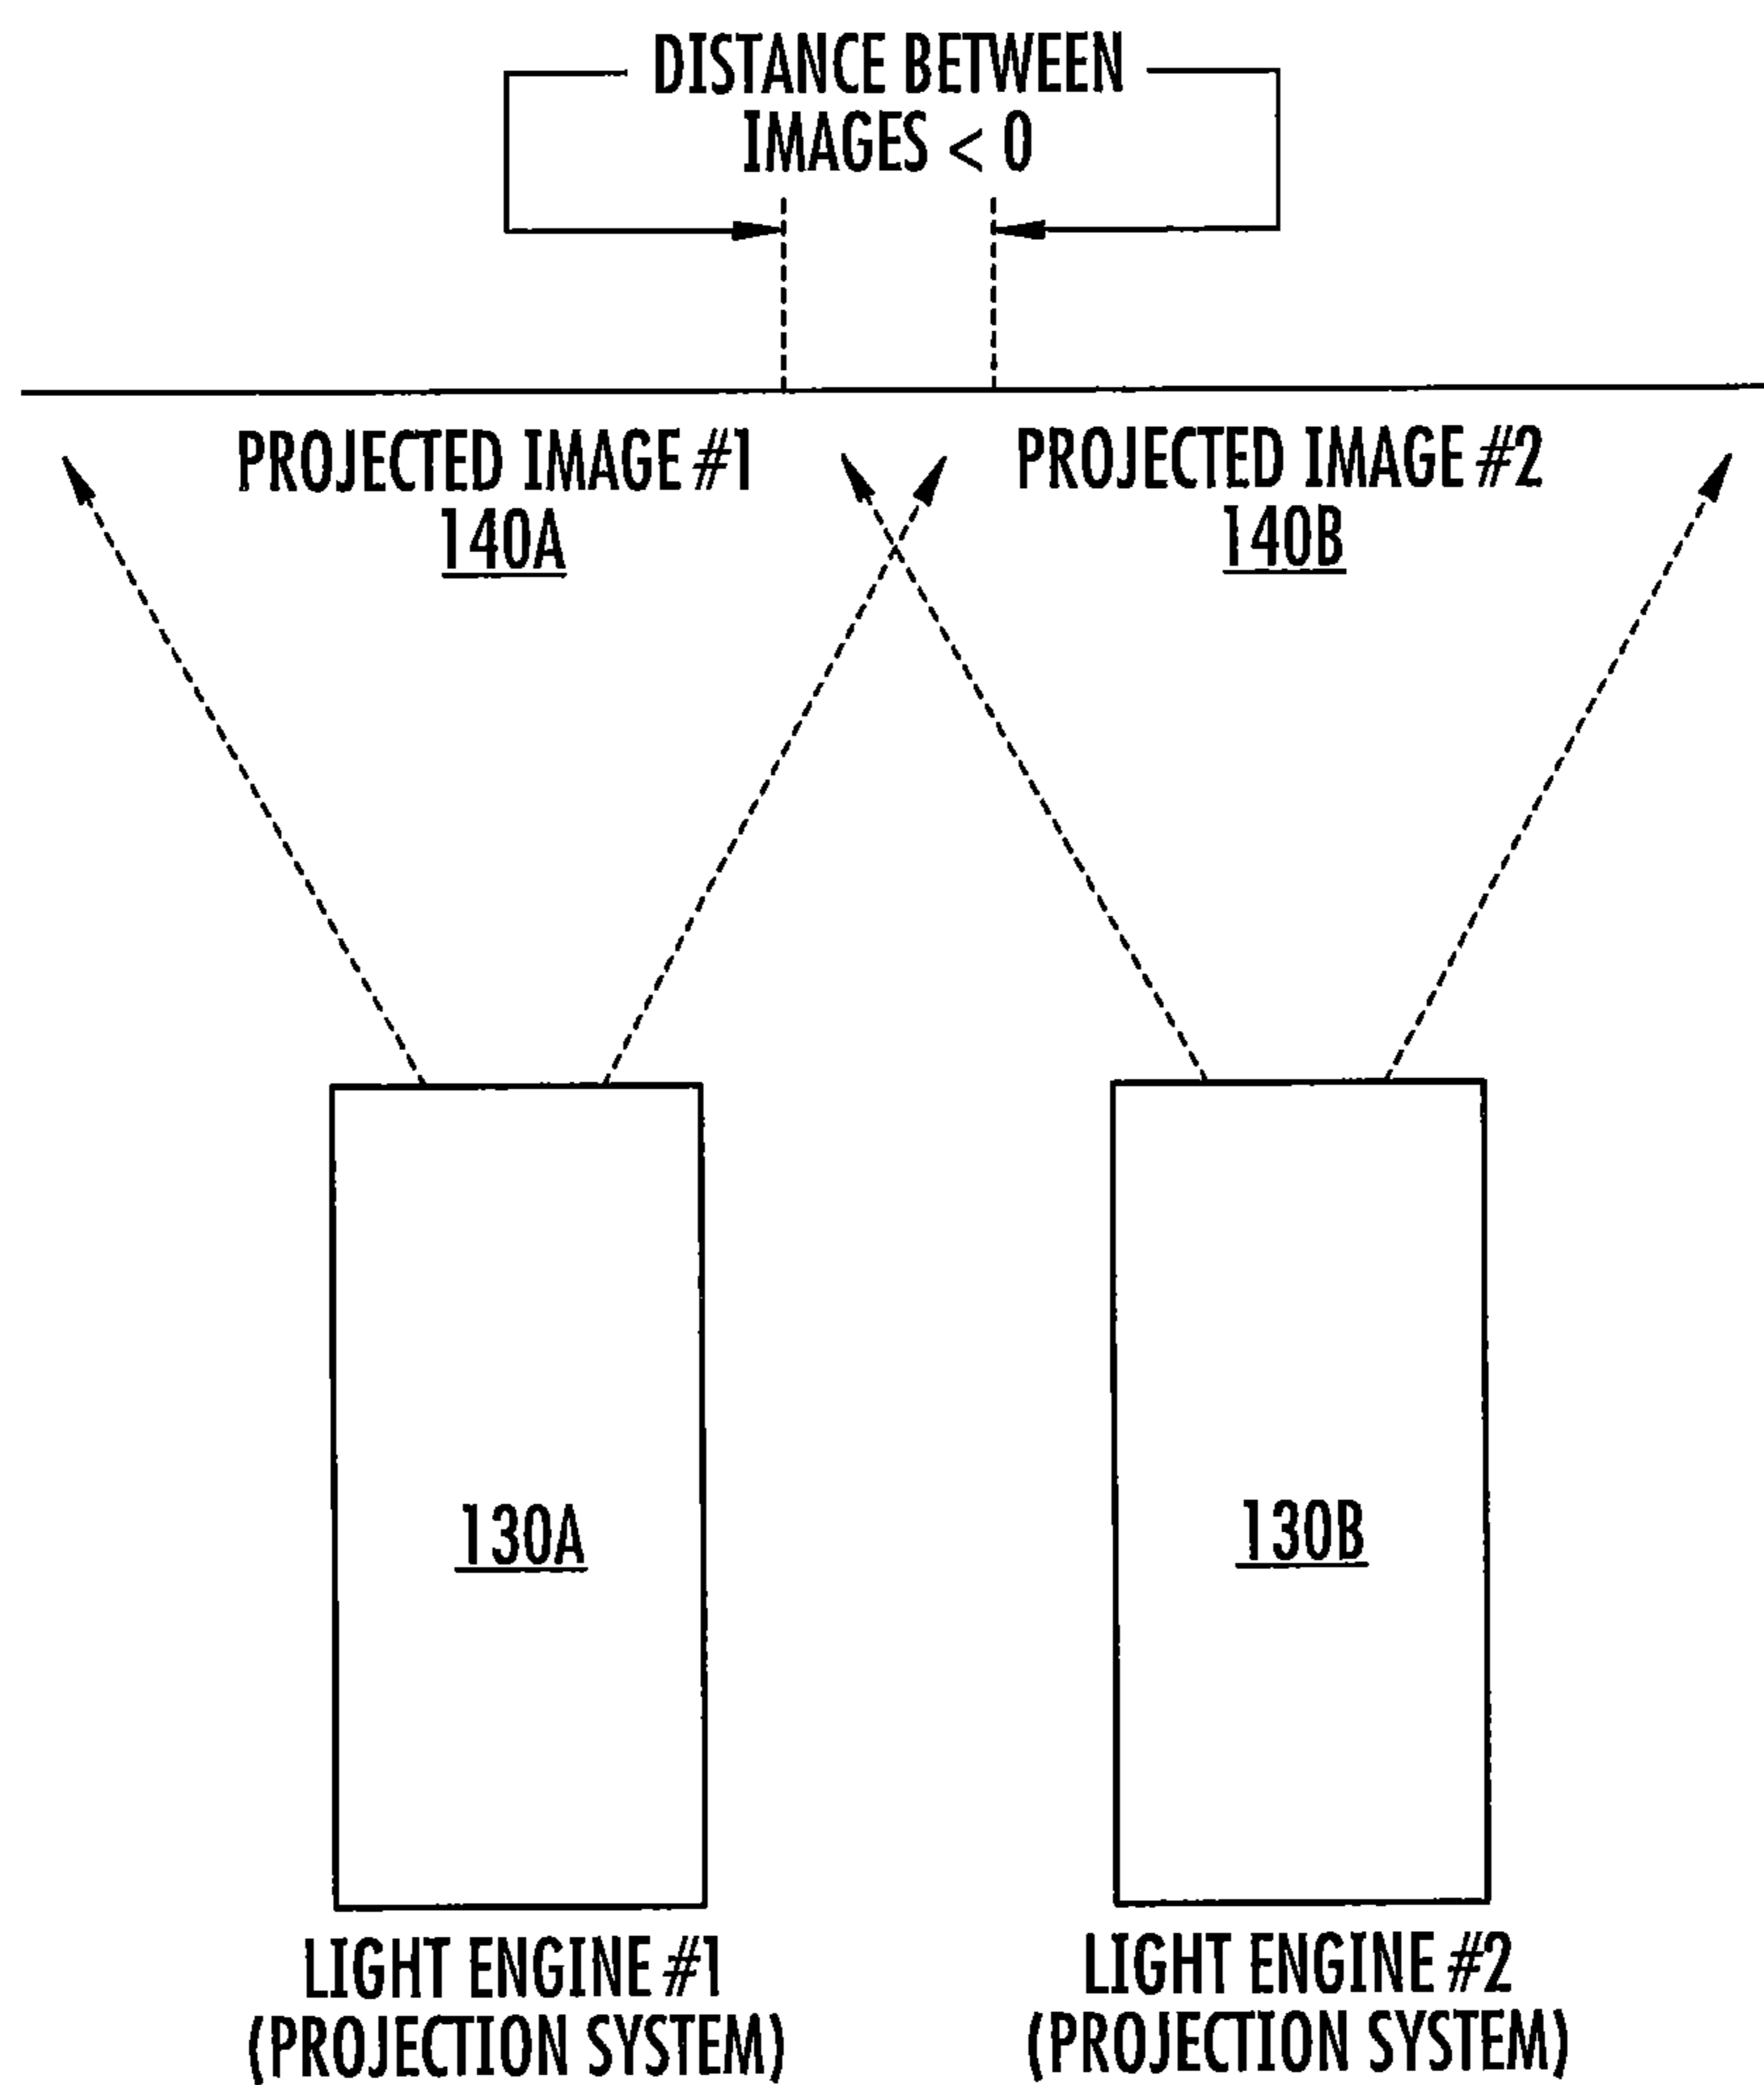 DISTANCE BETWEEN
IMAGES < 0
PROJECTED IMAGE #1
140A
PROJECTED IMAGE #2
140B
130A
130B
LIGHT ENGINE #1
(PROJECTION SYSTEM)
LIGHT ENGINE #2
(PROJECTION SYSTEM)